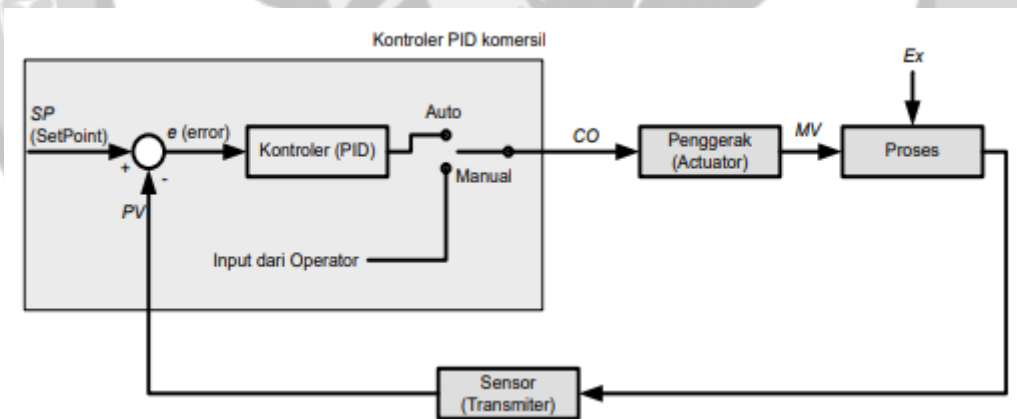 Kontroler PID komersil
SP
(SetPoint)
e (error)
+
-
PV
Kontroler (PID)
Auto
Manual
Input dari Operator
CO
Penggerak
(Actuator)
MV
Ex
Proses
Sensor
(Transmiter)